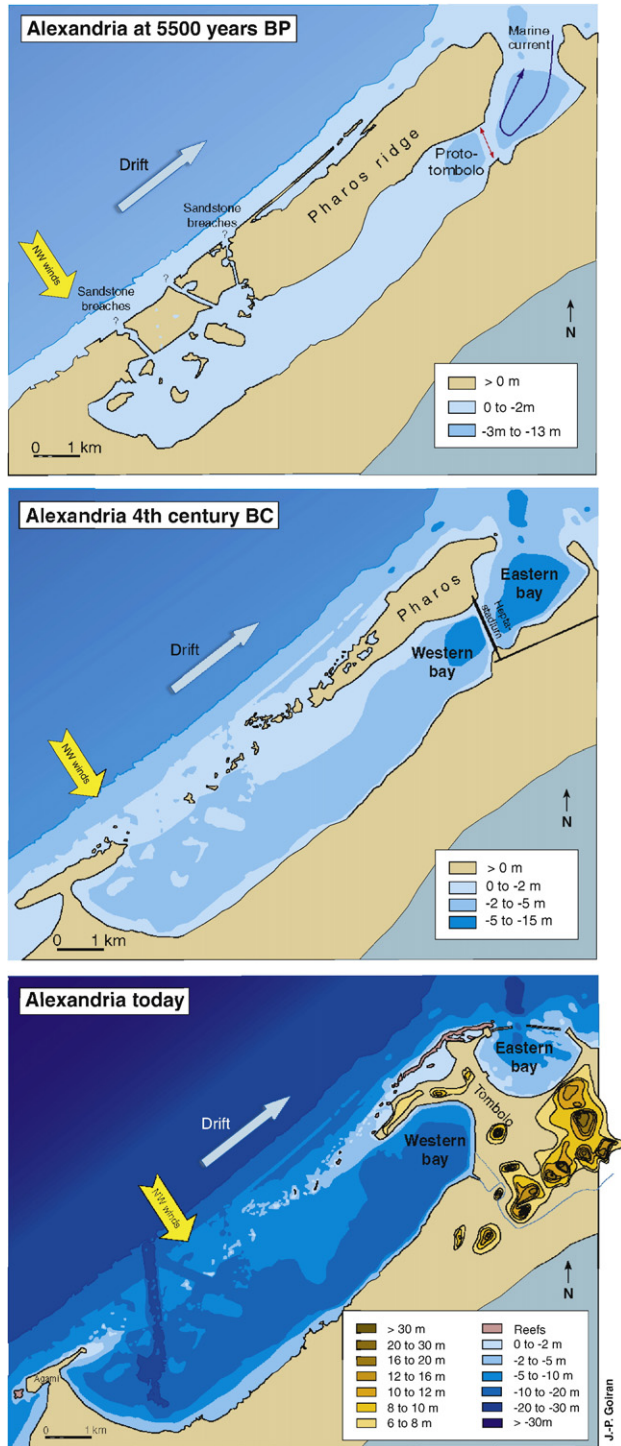 Alexandria at 5500 years BP
Marine
current
Drift
Proto-
tombolo
Pharos ridge
Sandstone
breaches
?
NW winds
?
Sandstone
breaches
?
N
> 0 m
0 to -2m
-3m to -13 m
0 1 km
Alexandria 4th century BC
Eastern
bay
Pharos
Hepta-
stadium
Drift
Western
bay
NW winds
N
> 0 m
0 to -2 m
-2 to -5 m
-5 to -15 m
0 1 km
Alexandria today
Eastern
bay
Tombolo
Drift
Western
bay
NW winds
N
Agami
> 30 m
20 to 30 m
16 to 20 m
12 to 16 m
10 to 12 m
8 to 10 m
6 to 8 m
Reefs
0 to -2 m
-2 to -5 m
-5 to -10 m
-10 to -20 m
-20 to -30 m
> -30m
0 1 km
J.-P. Goiran